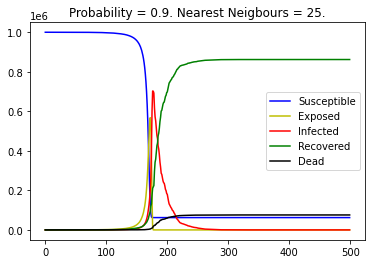 Probability = 0.9. Nearest Neigbours = 25.
1e6
1.0
0.8
0.6
0.4
0.2
0.0
Susceptible
Exposed
Infected
Recovered
Dead
0 100 200 300 400 500